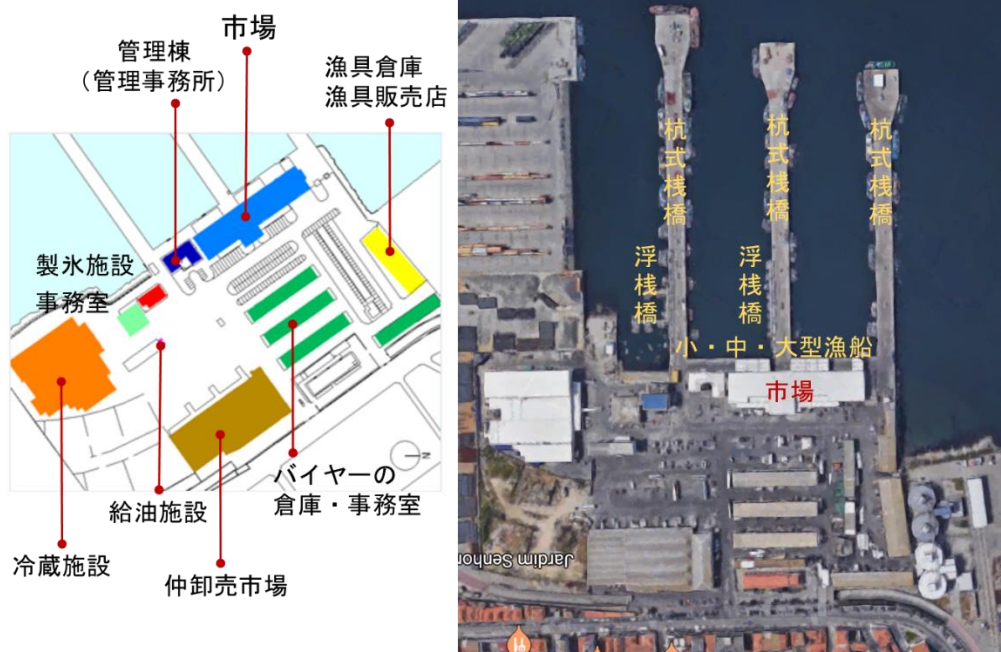 市場
管理棟
（管理事務所）
漁具倉庫
漁具販売店
製氷施設
事務室
N
バイヤーの
倉庫・事務室
給油施設
冷蔵施設
仲卸売市場
杭式桟橋
杭式桟橋
杭式桟橋
浮桟橋
浮桟橋
小・中・大型漁船
市場
Jardim Senhor